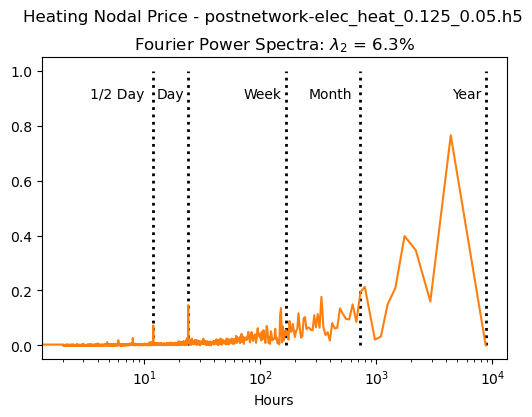 Heating Nodal Price - postnetwork-elec_heat_0.125_0.05.h5
Fourier Power Spectra: λ₂ = 6.3%
1.0
1/2 Day Day Week Month Year
0.8
0.6
0.4
0.2
0.0
10¹ 10² 10³ 10⁴
Hours